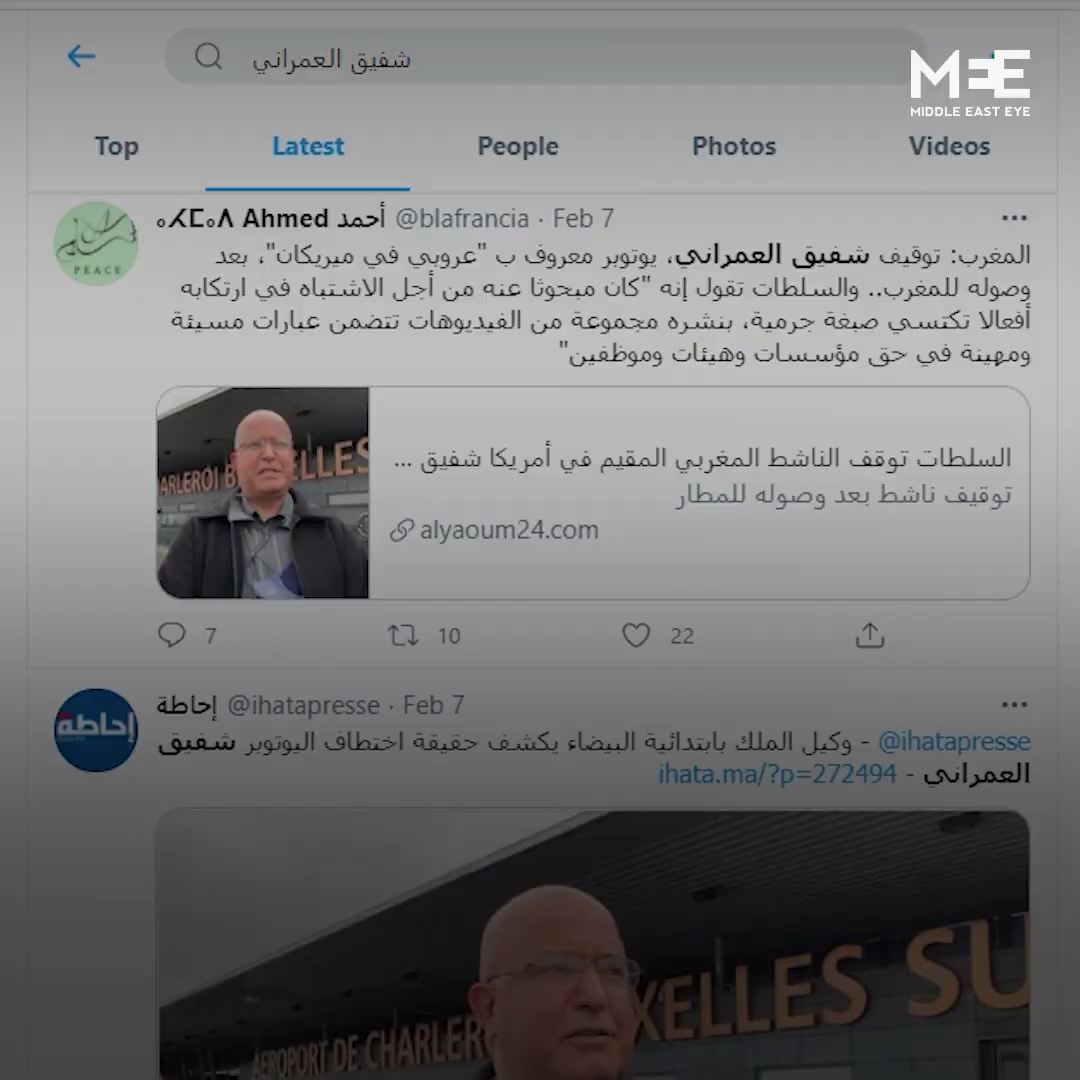 شفيق العمراني
MEE
MIDDLE EAST EYE
Top Latest People Photos Videos
ⴰⵃⵎⴰⴷ Ahmed أحمد @blafrancia · Feb 7
المغرب: توقيف شفيق العمراني، يوتوبر معروف ب "عروبي في ميريكان"، بعد
وصوله للمغرب.. والسلطات تقول إنه "كان مبحوثا عنه من أجل الاشتباه في ارتكابه
أفعالا تكتسي صبغة جرمية، بنشره مجموعة من الفيديوهات تتضمن عبارات مسيئة
ومهينة في حق مؤسسات وهيئات وموظفين"
PEACE
السلطات توقف الناشط المغربي المقيم في أمريكا شفيق ...
توقيف ناشط بعد وصوله للمطار
alyaoum24.com
7 10 22
إحاطة @ihatapresse · Feb 7
إحاطة
@ihatapresse - وكيل الملك بابتدائية البيضاء يكشف حقيقة اختطاف اليوتوبر شفيق
العمراني - ihata.ma/?p=272494
XELLES SU
AEROPORT DE CHARLER